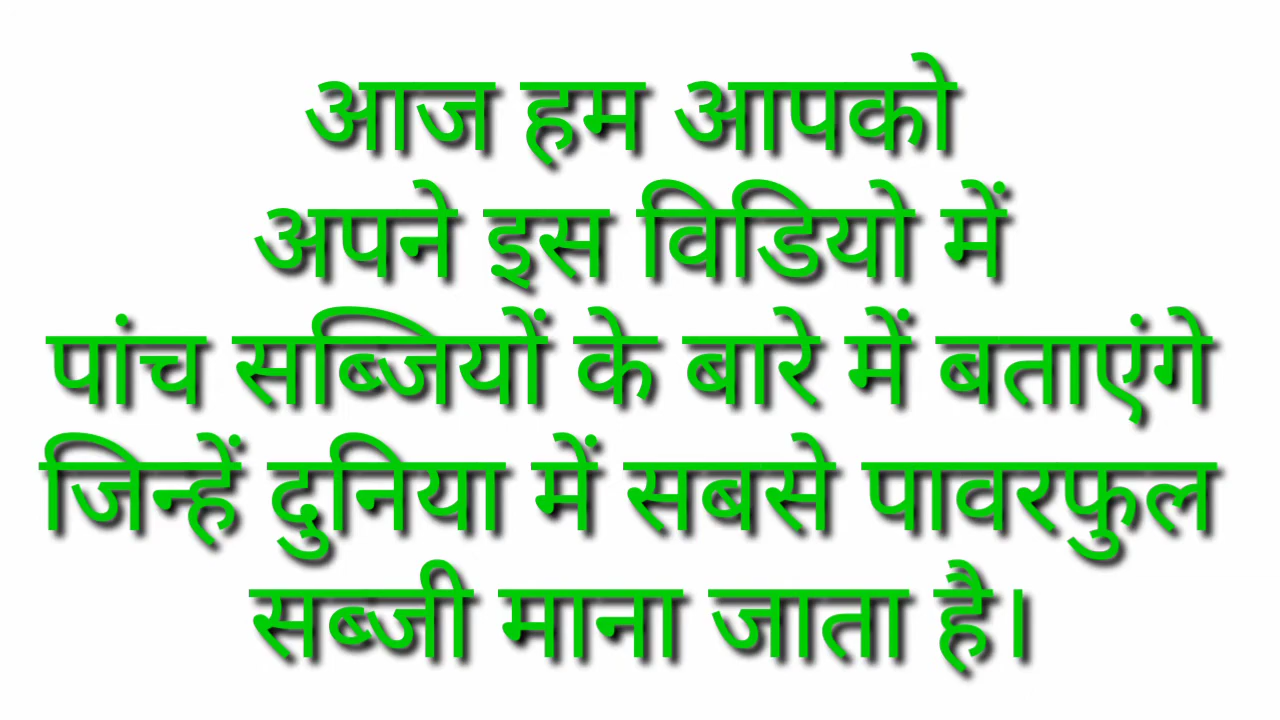 आज हम आपको
अपने इस विडियो में
पांच सब्जियों के बारे में बताएंगे
जिन्हें दुनिया में सबसे पावरफुल
सब्जी माना जाता है।